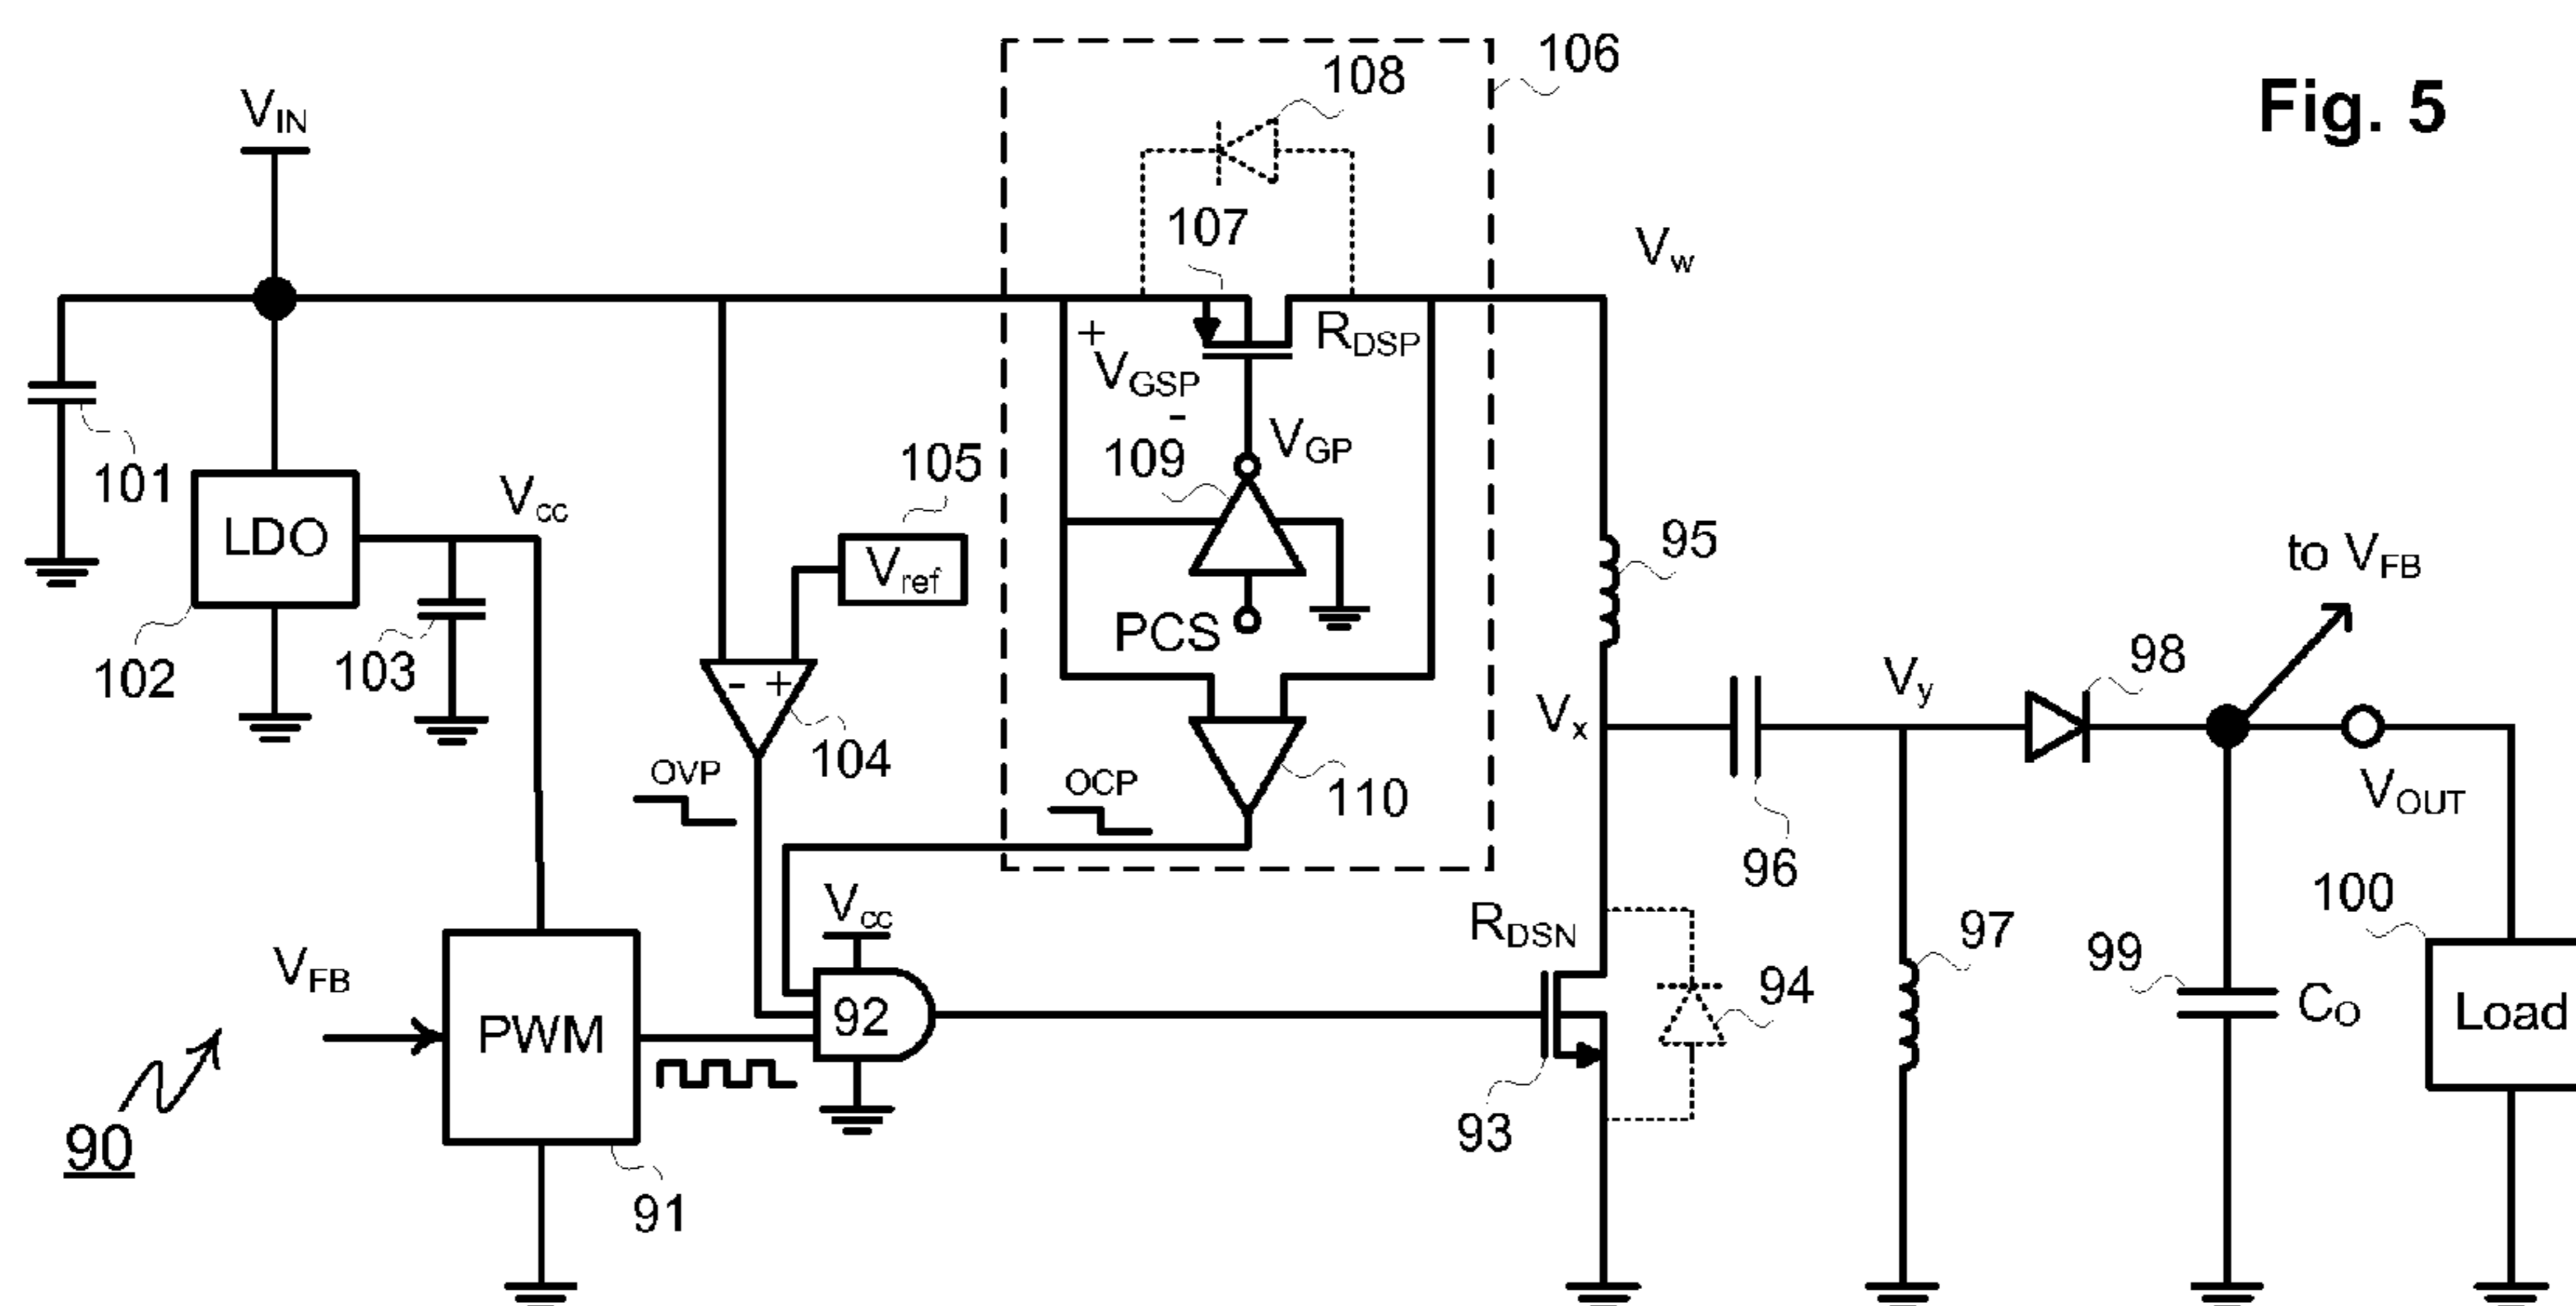 Fig. 5
106
108
V_IN
107
V_w
+
V_GSP
-
R_DSP
101
105
109
V_GP
V_cc
LDO
V_ref
95
to V_FB
PCS
102
103
- +
104
V_x
V_y
98
OVP
OCP
110
V_OUT
96
V_cc
100
R_DSN
97
99
V_FB
94
92
C_O
Load
PWM
93
90
91